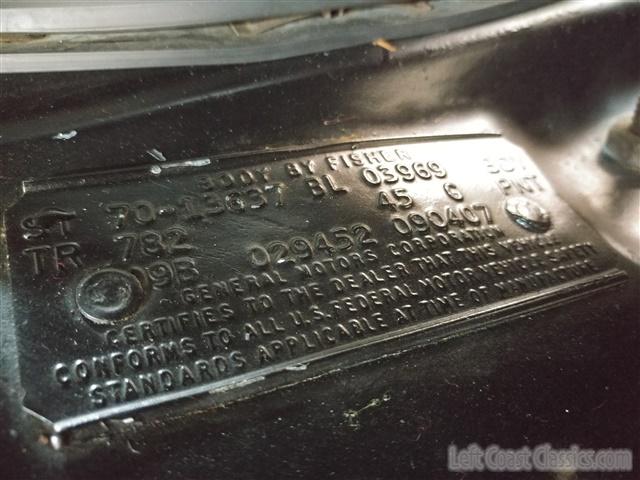 BODY BY FISHER
ST 70-13637 BL 03969 BDY
TR 782 45 G PNT
09B 029452 090407
GENERAL MOTORS CORPORATION
CERTIFIES TO THE DEALER THAT THIS VEHICLE
CONFORMS TO ALL U.S. FEDERAL MOTOR VEHICLE SAFETY
STANDARDS APPLICABLE AT TIME OF MANUFACTURE
Left Coast Classics.com